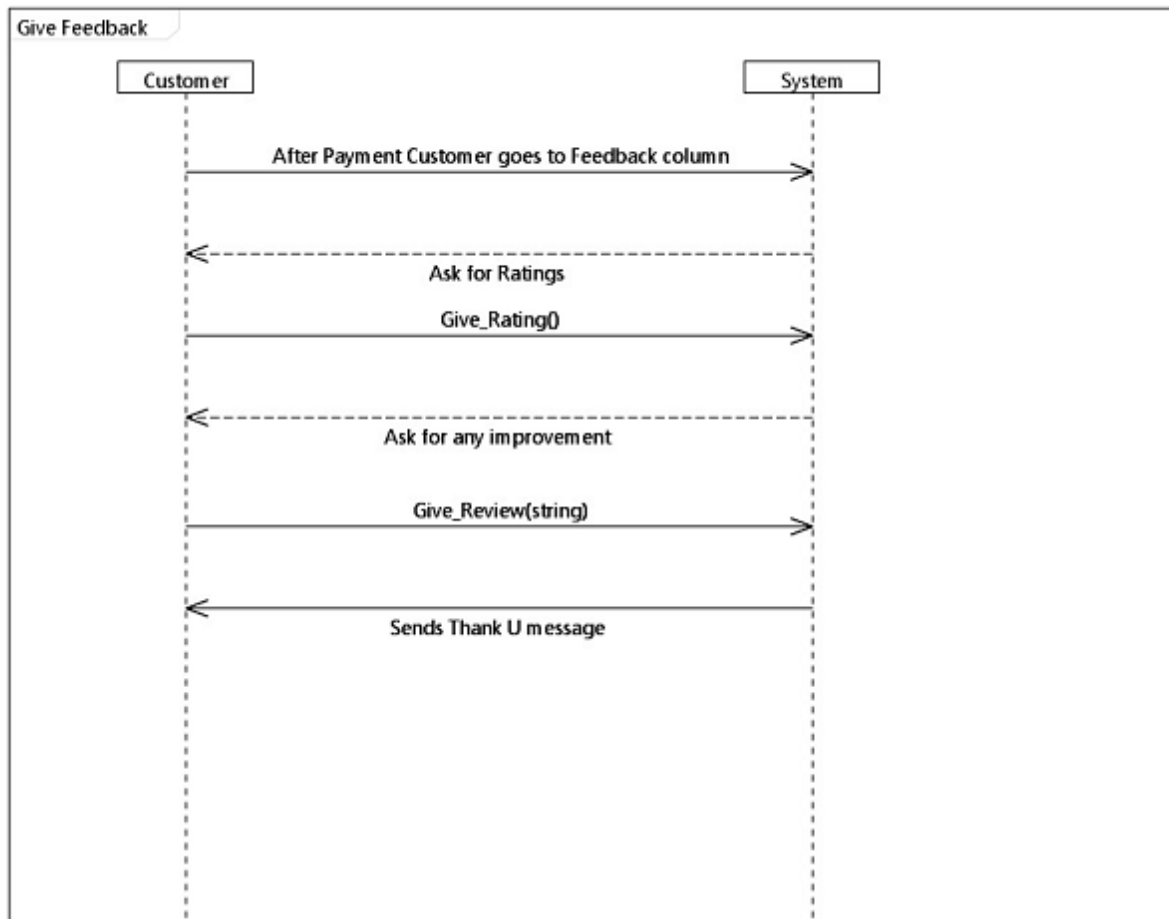 Give Feedback
Customer
System
After Payment Customer goes to Feedback column
Ask for Ratings
Give_Rating()
Ask for any improvement
Give_Review(string)
Sends Thank U message